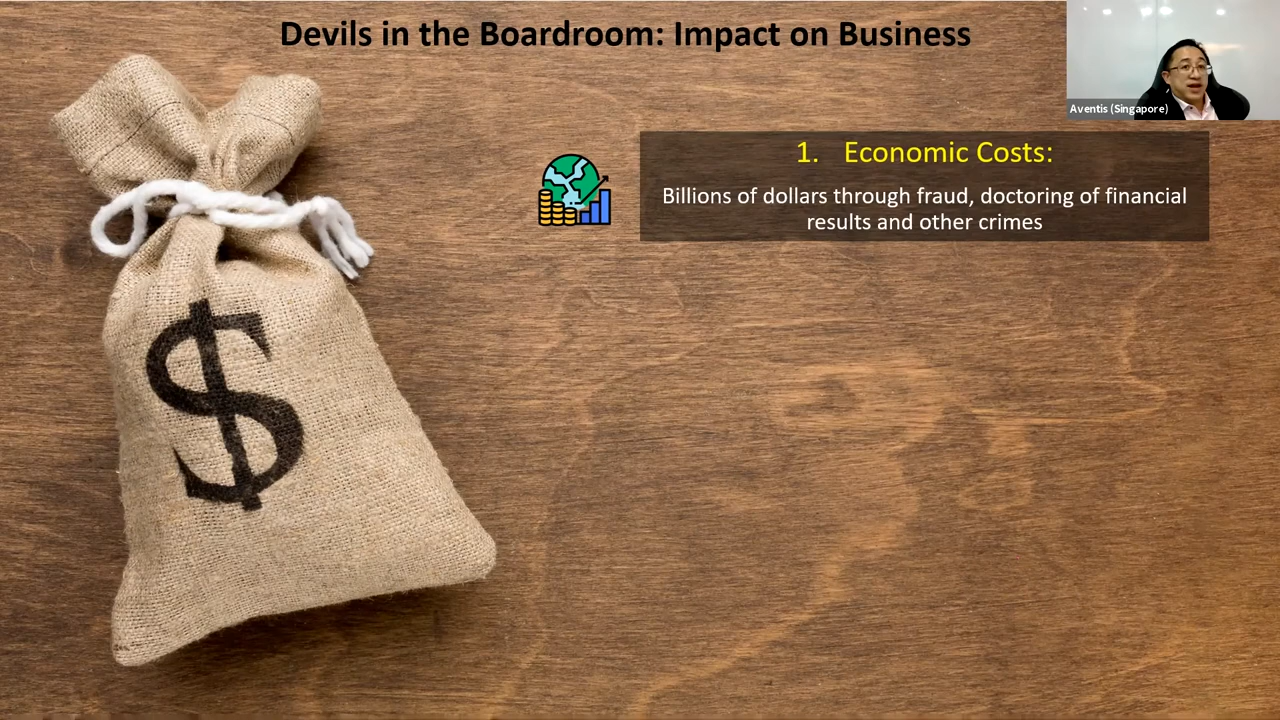 Devils in the Boardroom: Impact on Business
Aventis (Singapore)
1. Economic Costs:
Billions of dollars through fraud, doctoring of financial
results and other crimes
$